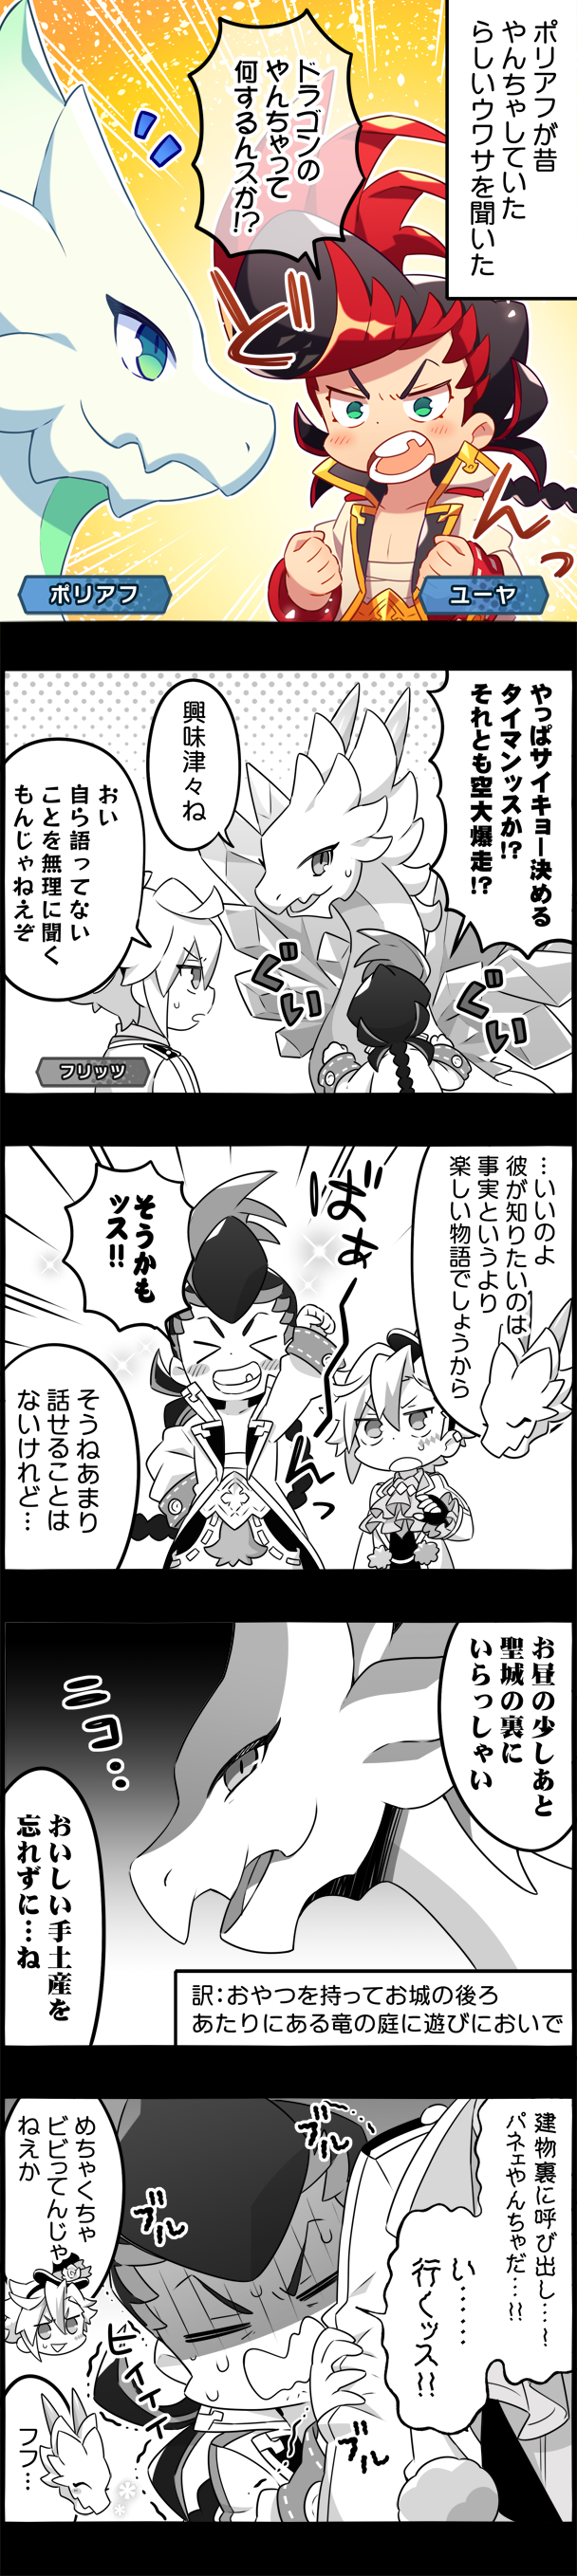 ポリアフが昔
やんちゃしていた
らしいウワサを聞いた
ドラゴンの
やんちゃって
何するんスか!?
どんっ
ポリアフ
ユーヤ
やっぱサイキョー決める
タイマンッスか!?
それとも空大爆走!?
興味津々ね
ぐいぐい
おい
自ら語ってない
ことを無理に聞く
もんじゃねえぞ
フリッツ
…いいのよ
彼が知りたいのは
事実というより
楽しい物語でしょうから
ばぁ〜んっ
そうかも
ッス!!
そうねあまり
話せることは
ないけれど…
お昼の少しあと
聖城の裏に
いらっしゃい
ニコ…
おいしい手土産を
忘れずに…ね
訳:おやつを持ってお城の後ろ
あたりにある竜の庭に遊びにおいで
建物裏に呼び出し…〜
パネェやんちゃだ…!!
い……
行くッス〜〜
ブル
ブル
ブル
ブル
ヒィィィ
めちゃくちゃ
ビビってんじゃ
ねえか
フフ…